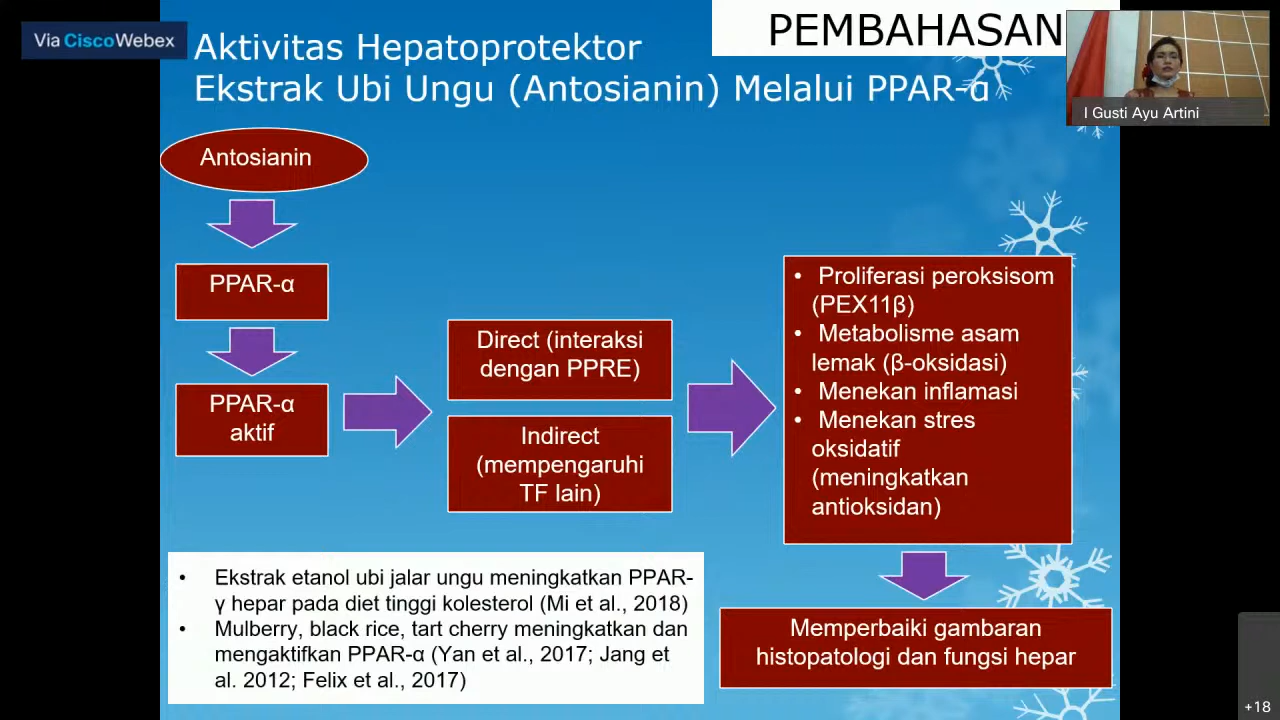 Via Cisco Webex
PEMBAHASAN
Aktivitas Hepatoprotektor
Ekstrak Ubi Ungu (Antosianin) Melalui PPAR-α
I Gusti Ayu Artini
Antosianin
PPAR-α
PPAR-α
aktif
Direct (interaksi
dengan PPRE)
Indirect
(mempengaruhi
TF lain)
• Proliferasi peroksisom
(PEX11β)
• Metabolisme asam
lemak (β-oksidasi)
• Menekan inflamasi
• Menekan stres
oksidatif
(meningkatkan
antioksidan)
Memperbaiki gambaran
histopatologi dan fungsi hepar
• Ekstrak etanol ubi jalar ungu meningkatkan PPAR-
γ hepar pada diet tinggi kolesterol (Mi et al., 2018)
• Mulberry, black rice, tart cherry meningkatkan dan
mengaktifkan PPAR-α (Yan et al., 2017; Jang et
al. 2012; Felix et al., 2017)
+18